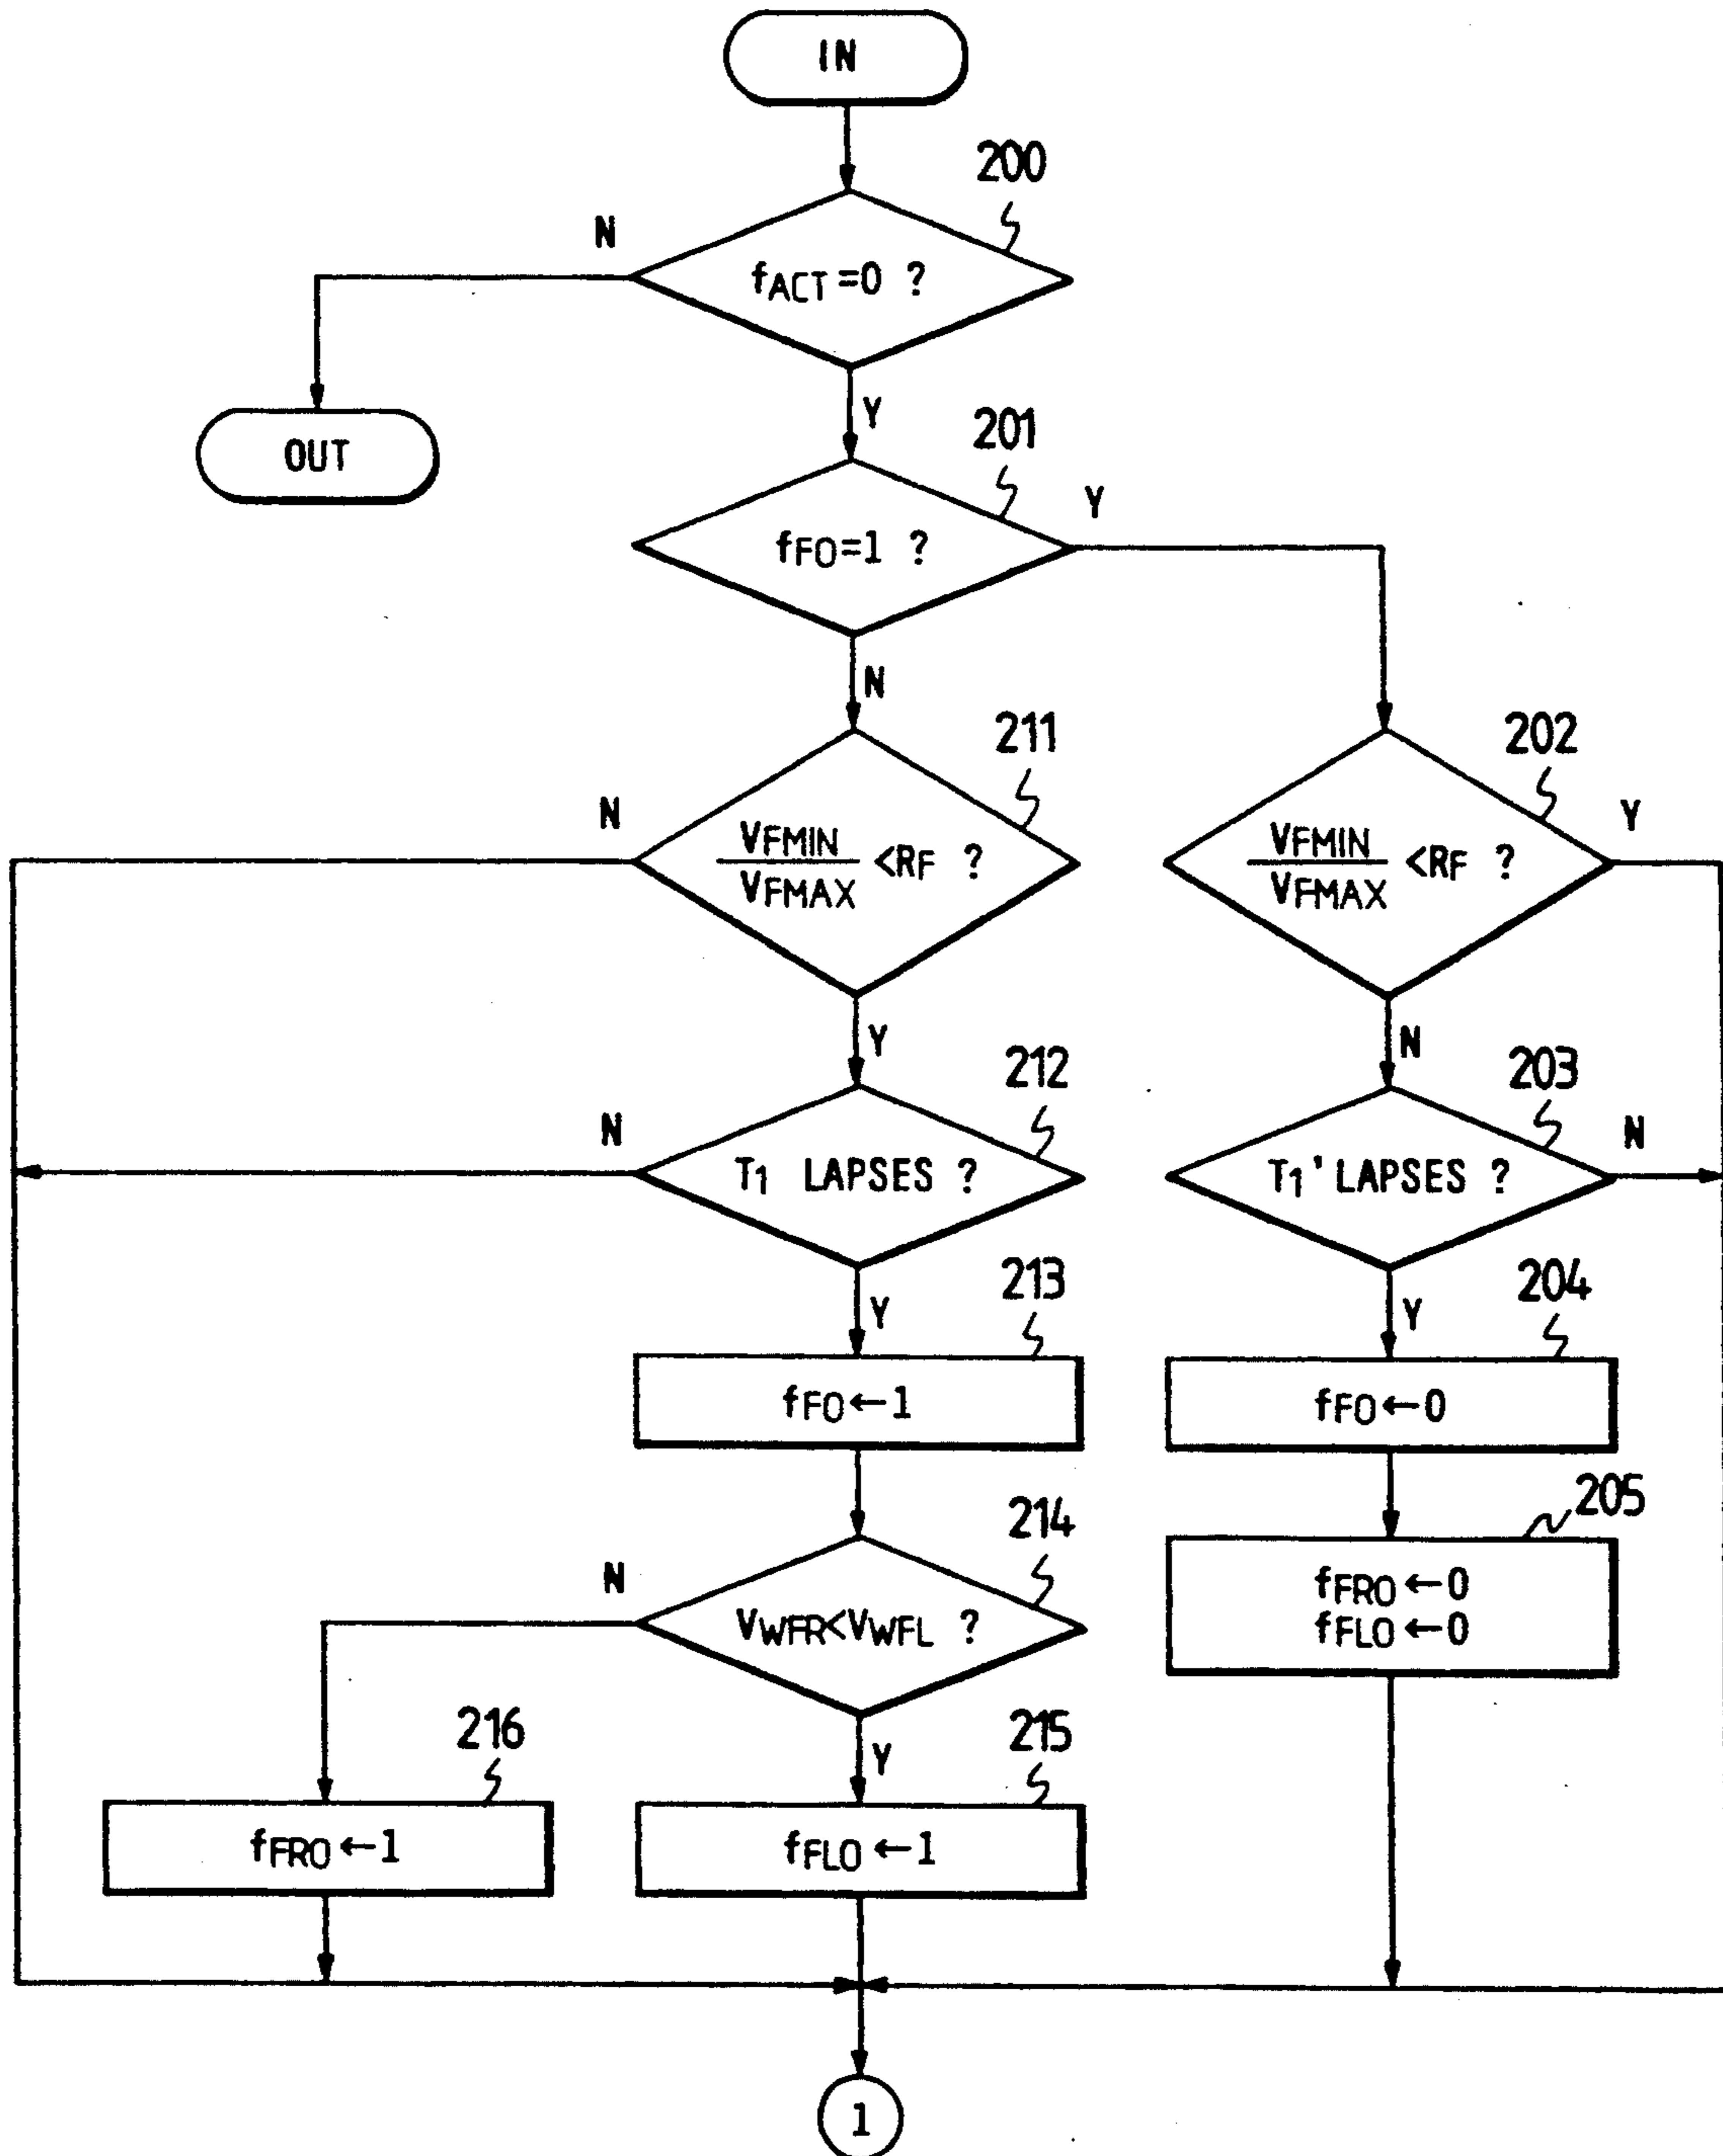 IN
200
N
fACT=0 ?
Y
OUT
201
Y
fFO=1 ?
N
211
202
N
VFMIN
VFMAX
<RF ?
VFMIN
VFMAX
<RF ?
Y
Y
N
212
203
N
T1 LAPSES ?
T1' LAPSES ?
N
213
204
Y
Y
fFO←1
fFO←0
205
214
N
VWFR<VWFL ?
fFRO←0
fFLO←0
216
215
Y
fFRO←1
fFLO←1
1